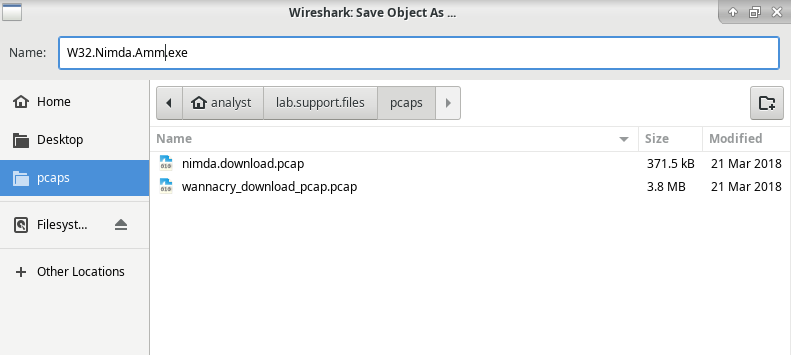 Wireshark: Save Object As ...
Name: W32.Nimda.Amm.exe
Home
Desktop
pcaps
Filesyst...
Other Locations
analyst lab.support.files pcaps
Name Size Modified
nimda.download.pcap 371.5 kB 21 Mar 2018
wannacry_download_pcap.pcap 3.8 MB 21 Mar 2018